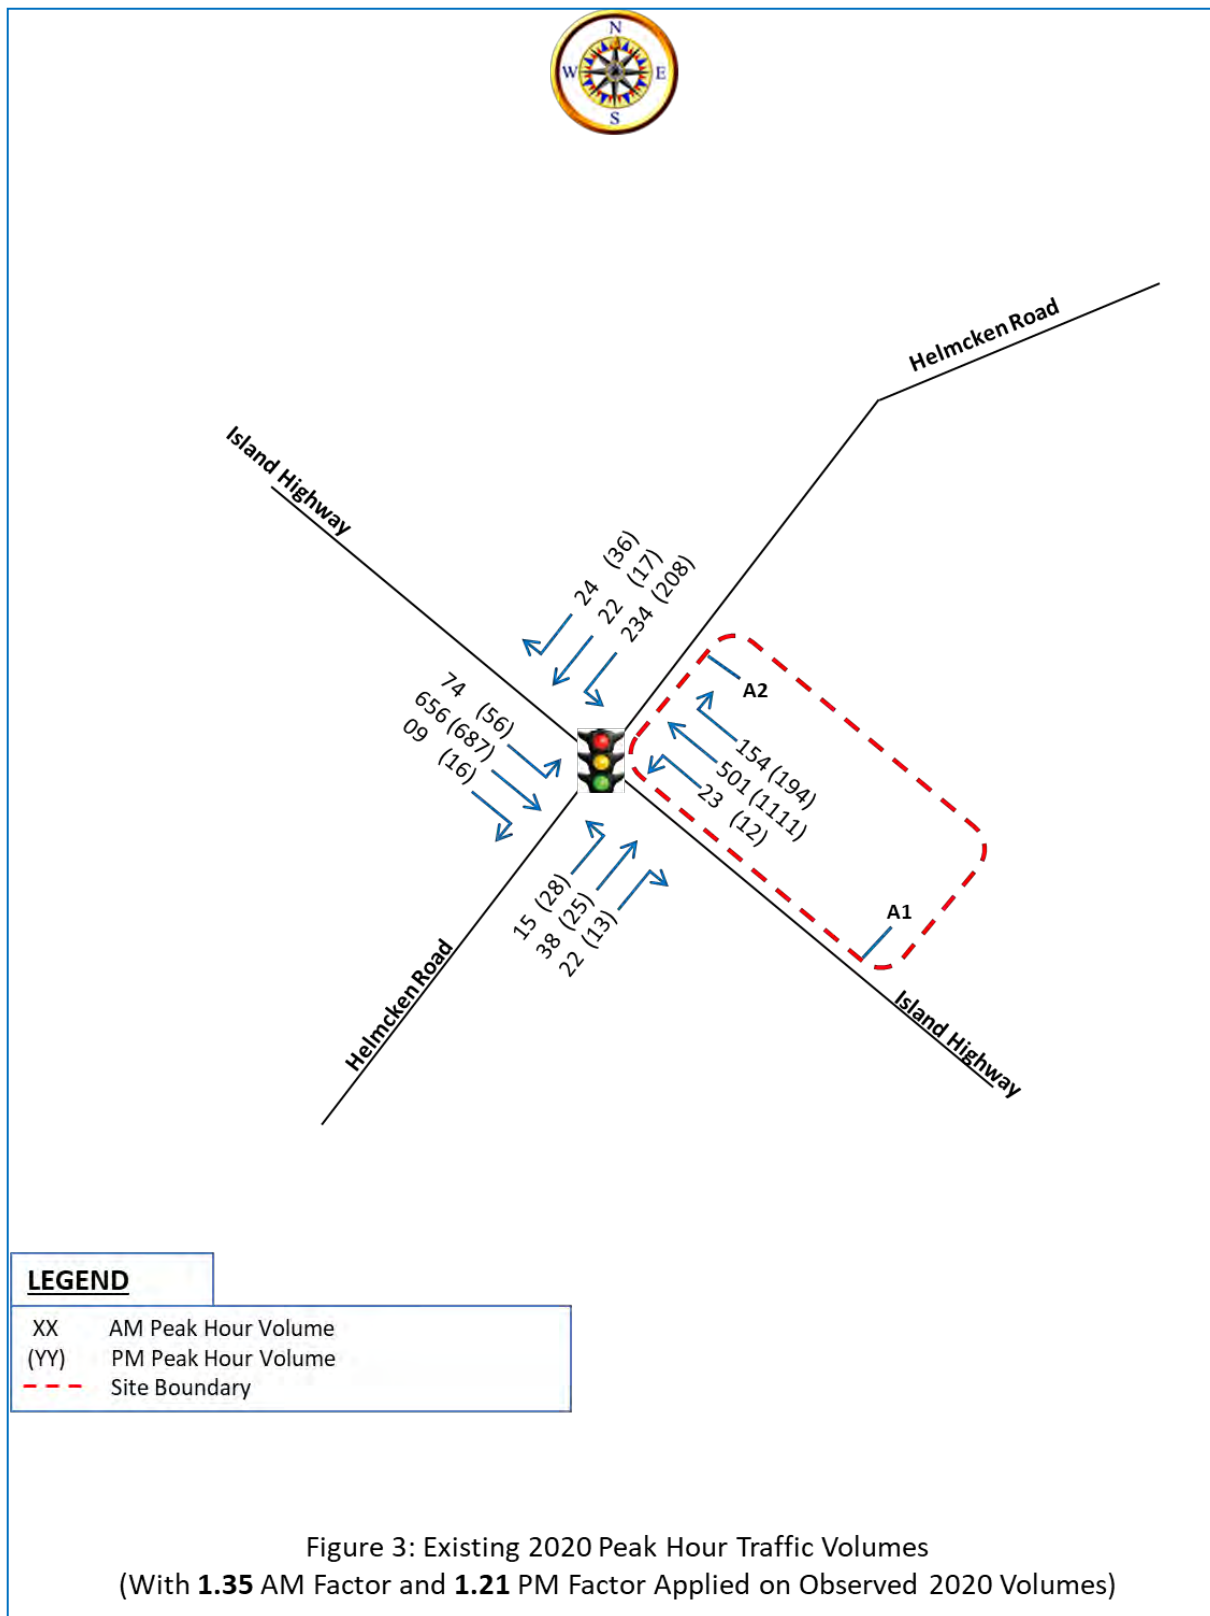 N
W E
S
Helmcken Road
Island Highway
24 (36)
22 (17)
234 (208)
74 (56)
656 (687)
09 (16)
A2
154 (194)
501 (1111)
23 (12)
15 (28)
38 (25)
22 (13)
A1
Helmcken Road
Island Highway
LEGEND
XX AM Peak Hour Volume
(YY) PM Peak Hour Volume
Site Boundary
Figure 3: Existing 2020 Peak Hour Traffic Volumes
(With 1.35 AM Factor and 1.21 PM Factor Applied on Observed 2020 Volumes)